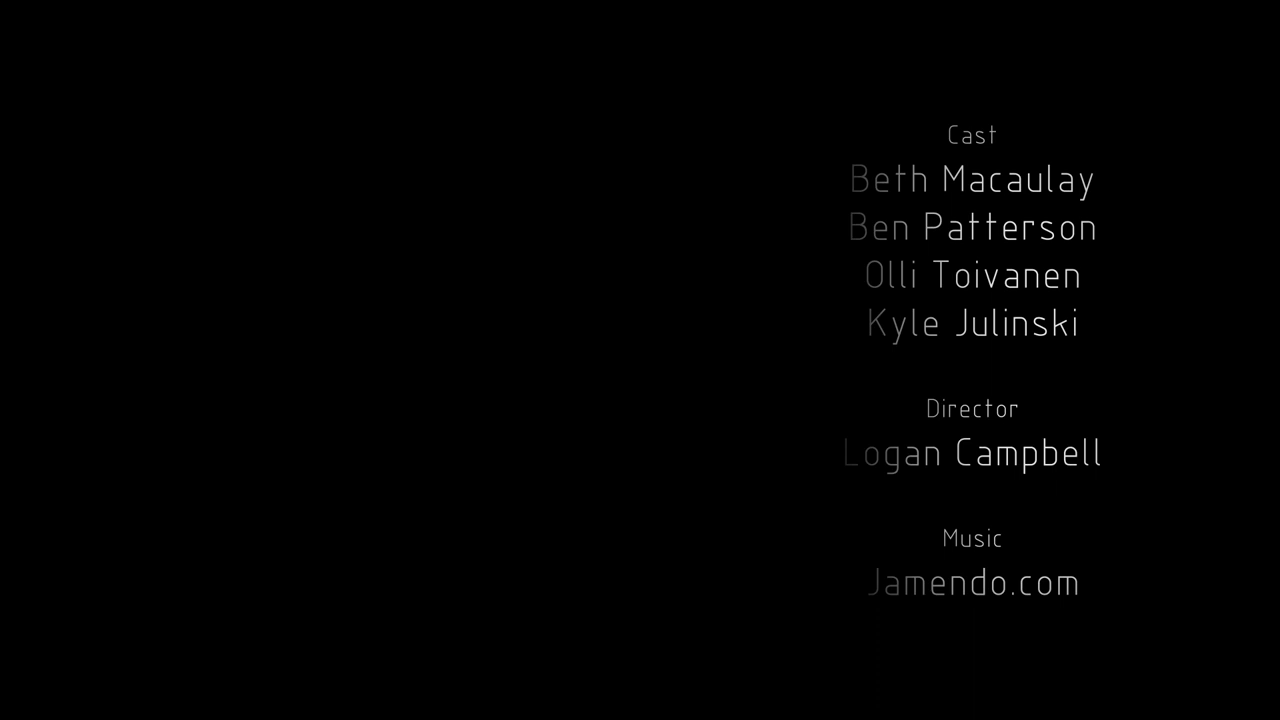 Cast
Beth Macaulay
Ben Patterson
Olli Toivanen
Kyle Julinski
Director
Logan Campbell
Music
Jamendo.com